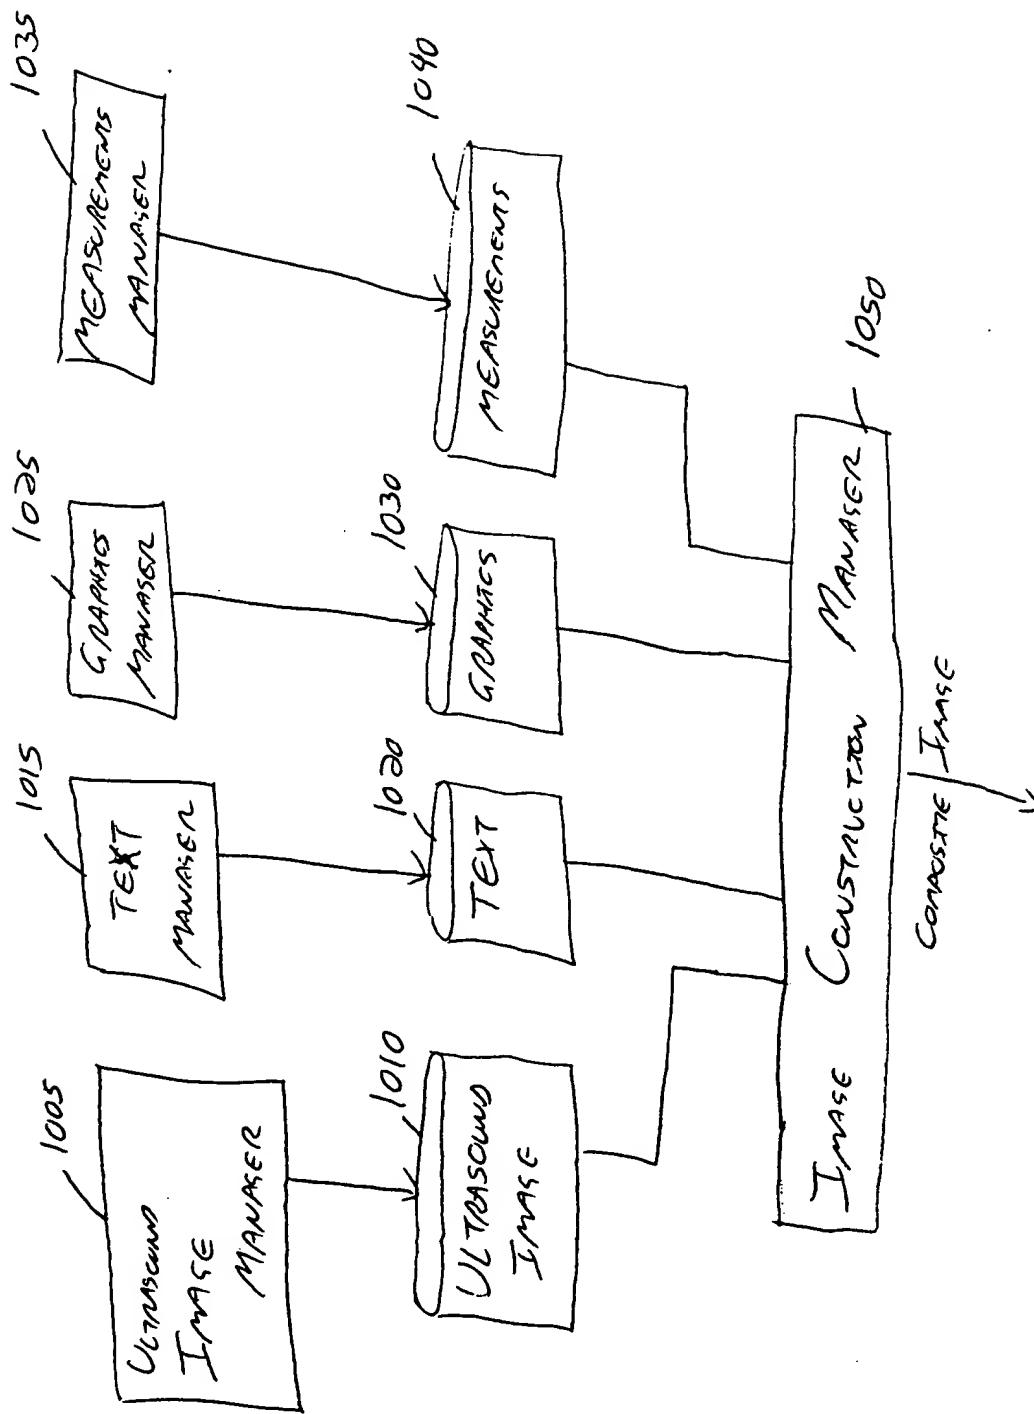 1005
ULTRASOUND
IMAGE
MANAGER
1015
TEXT
MANAGER
1025
GRAPHICS
MANAGER
1035
MEASUREMENTS
MANAGER
1010
ULTRASOUND
IMAGE
1020
TEXT
1030
GRAPHICS
1040
MEASUREMENTS
IMAGE CONSTRUCTION MANAGER
1050
COMPOSITE IMAGE